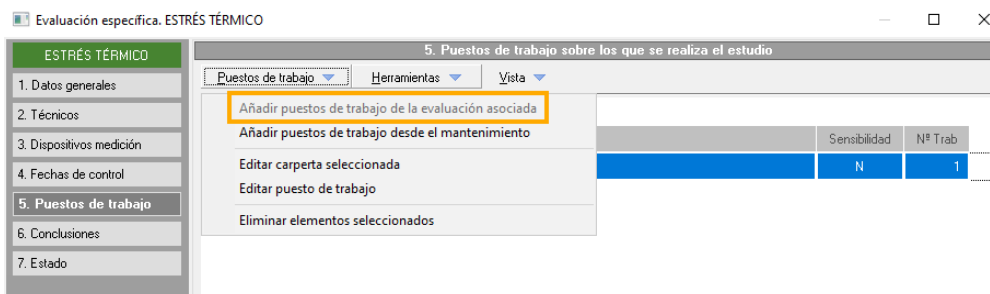 Evaluación específica. ESTRÉS TÉRMICO
ESTRÉS TÉRMICO
1. Datos generales
2. Técnicos
3. Dispositivos medición
4. Fechas de control
5. Puestos de trabajo
6. Conclusiones
7. Estado
5. Puestos de trabajo sobre los que se realiza el estudio
Puestos de trabajo Herramientas Vista
Añadir puestos de trabajo de la evaluación asociada
Añadir puestos de trabajo desde el mantenimiento
Editar carperta seleccionada
Editar puesto de trabajo
Eliminar elementos seleccionados
Sensibilidad Nº Trab
N 1